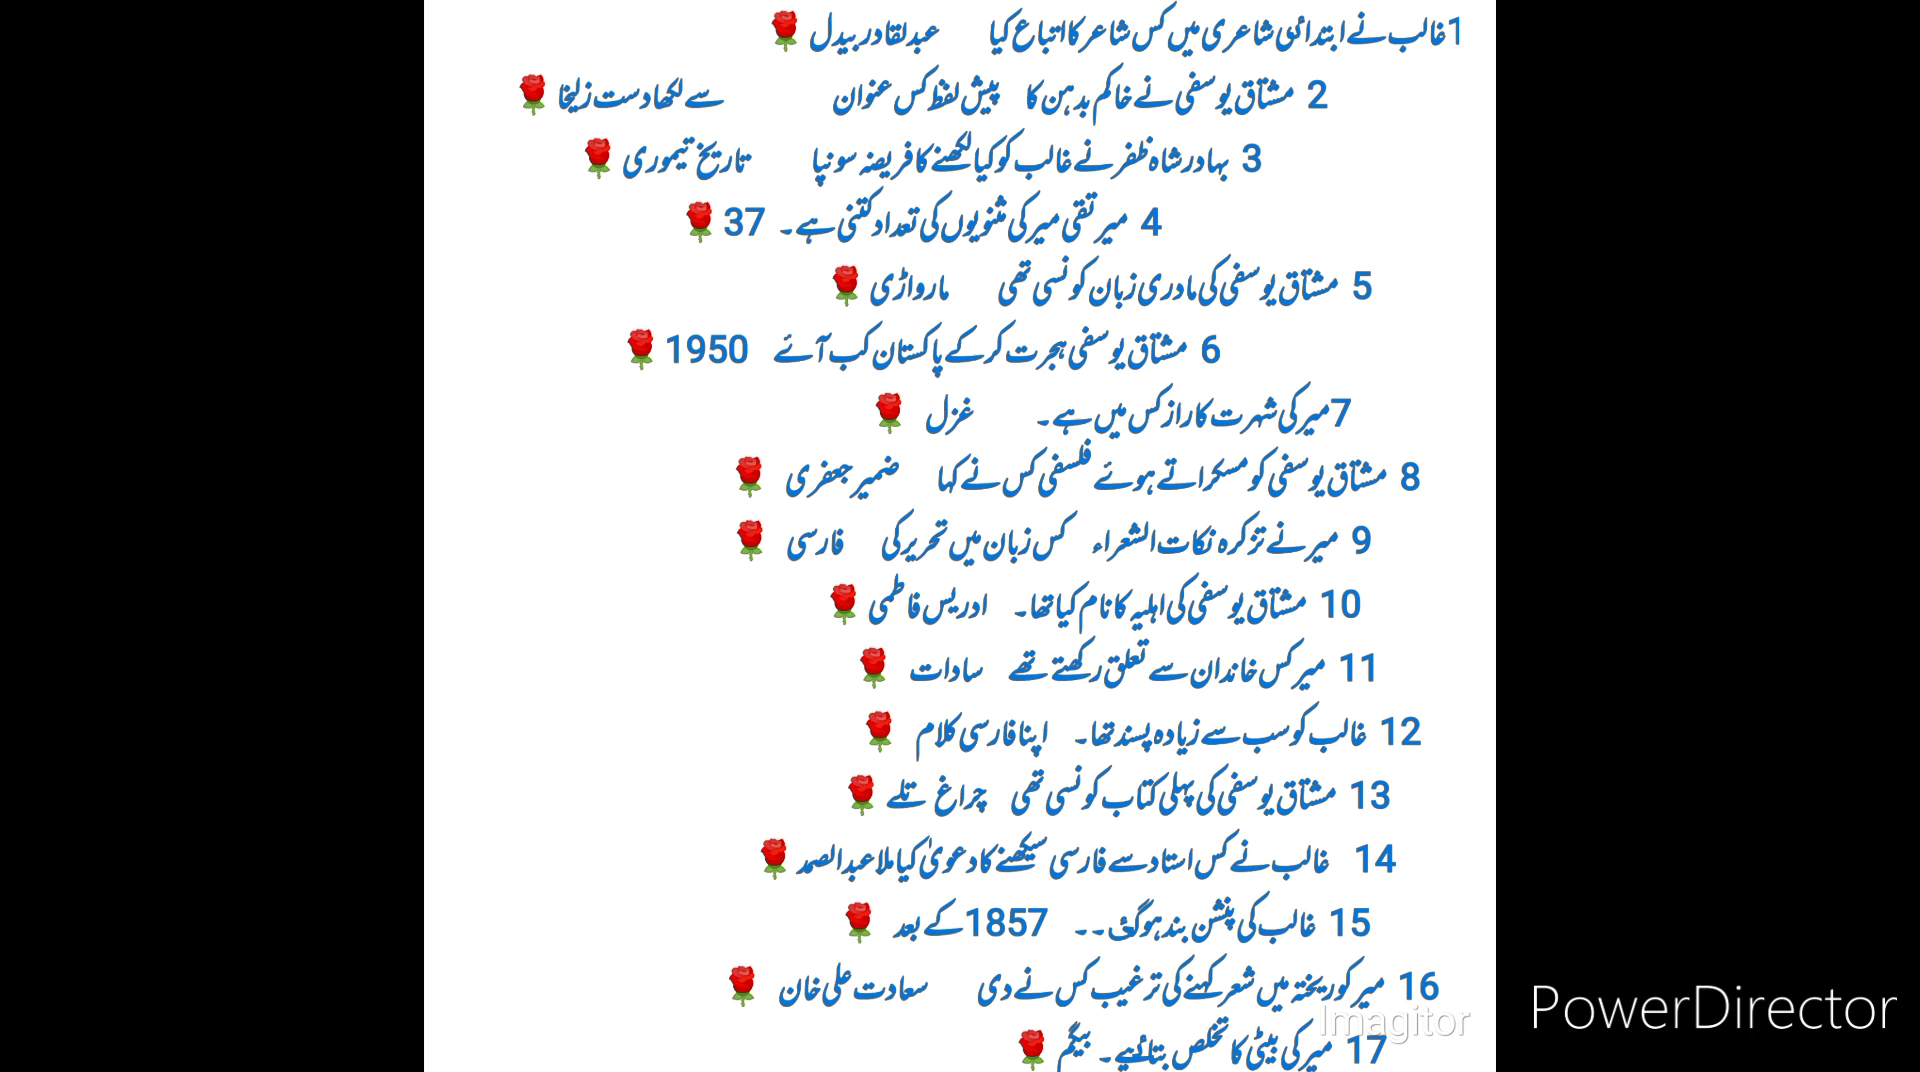 1غالب نے ابتدائی شاعری میں کس شاعر کا اتباع کیا عبدلقادر بیدل🌹
2 مشتاق یوسفی نے خاکم بدہن کا پیش لفظ کس عنوان سے لکھا دست زلیخا🌹
3 بہادر شاہ ظفر نے غالب کو کیا لکھنے کا فریضہ سونپا تاریخ تیموری🌹
4 میر تقی میر کی مثنویوں کی تعداد کتنی ہے۔ 37🌹
5 مشتاق یوسفی کی مادری زبان کونسی تھی مارواڑی🌹
6 مشتاق یوسفی ہجرت کرکے پاکستان کب آئے 1950🌹
7میر کی شہرت کا راز کس میں ہے۔ غزل 🌹
8 مشتاق یوسفی کو مسکراتے ہوئے فلسفی کس نے کہا ضمیر جعفری 🌹
9 میر نے تزکرہ نکات الشعراء کس زبان میں تحریر کی فارسی 🌹
10 مشتاق یوسفی کی اہلیہ کا نام کیا تھا۔ ادریس فاطمی🌹
11 میر کس خاندان سے تعلق رکھتے تھے سادات 🌹
12 غالب کو سب سے زیادہ پسند تھا۔ اپنا فارسی کلام 🌹
13 مشتاق یوسفی کی پہلی کتاب کونسی تھی چراغ تلے🌹
14 غالب نے کس استاد سے فارسی سیکھنے کا دعویٰ کیا ملا عبدالصمد🌹
15 غالب کی پنشن بند ہوگئ۔۔ 1857کے بعد 🌹
16 میر کو ریختہ میں شعر کہنے کی ترغیب کس نے دی سعادت علی خان 🌹
17 میر کی بیٹی کا تخلص بتائیے۔ بیگم🌹
Imagitor
PowerDirector